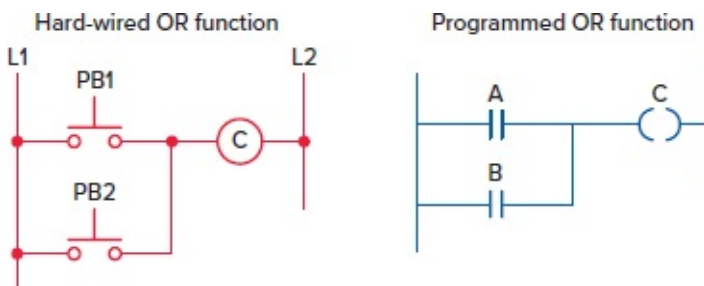 Hard-wired OR function
Programmed OR function
L1
L2
PB1
C
PB2
A
C
B